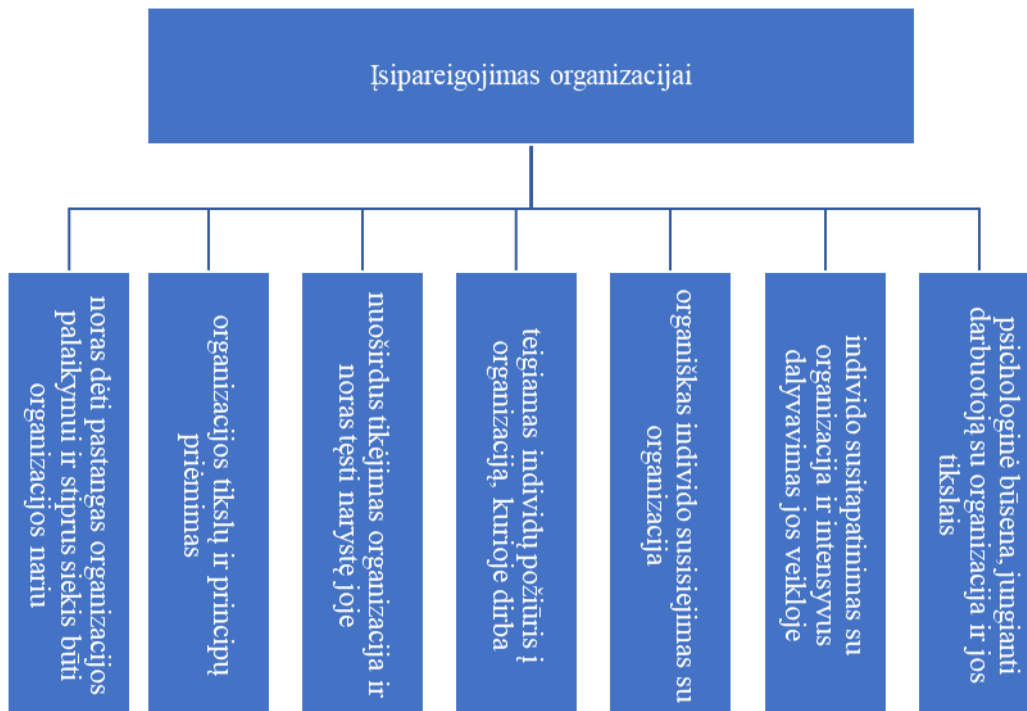 Įsipareigojimas organizacijai
noras dėti pastangas organizacijos
palaikymui ir stiprus siekis būti
organizacijos nariu
organizacijos tikslų ir principų
priėmimas
nuoširdus tikėjimas organizacija ir
noras tęsti narystę joje
teigiamas individų požiūris į
organizaciją, kurioje dirba
organiškas individo susisiejimas su
organizacija
individo susitapatinimas su
organizacija ir intensyvus
dalyvavimas jos veikloje
psichologinė būsena, jungianti
darbuotoją su organizacija ir jos
tikslais